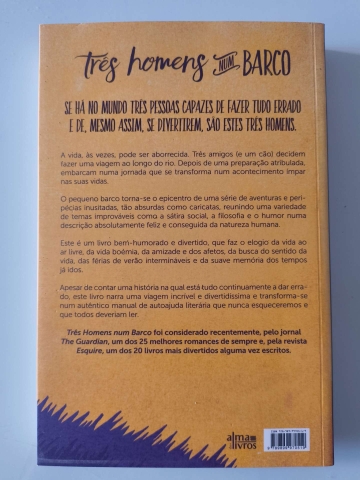 três homens NUM BARCO
SE HÁ NO MUNDO TRÊS PESSOAS CAPAZES DE FAZER TUDO ERRADO
E DE, MESMO ASSIM, SE DIVERTIREM, SÃO ESTES TRÊS HOMENS.
A vida, às vezes, pode ser aborrecida. Três amigos (e um cão) decidem
fazer uma viagem ao longo do rio. Depois de uma preparação atribulada,
embarcam numa jornada que se transforma num acontecimento ímpar
nas suas vidas.
O pequeno barco torna-se o epicentro de uma série de aventuras e peri-
pécias inusitadas, tão absurdas como caricatas, reunindo uma variedade
de temas improváveis como a sátira social, a filosofia e o humor numa
descrição absolutamente feliz e conseguida da natureza humana.
Este é um livro bem-humorado e divertido, que faz o elogio da vida ao
ar livre, da vida boémia, da amizade e dos afetos, da busca do sentido da
vida, das férias de verão intermináveis e da suave memória dos tempos
já idos.
Apesar de contar uma história na qual está tudo continuamente a dar erra-
do, este livro narra uma viagem incrível e divertidíssima e transforma-se
num autêntico manual de autoajuda literária que nunca esqueceremos e
que todos deveriam ler.
Três Homens num Barco foi considerado recentemente, pelo jornal
The Guardian, um dos 25 melhores romances de sempre e, pela revista
Esquire, um dos 20 livros mais divertidos alguma vez escritos.
alma
dos livros